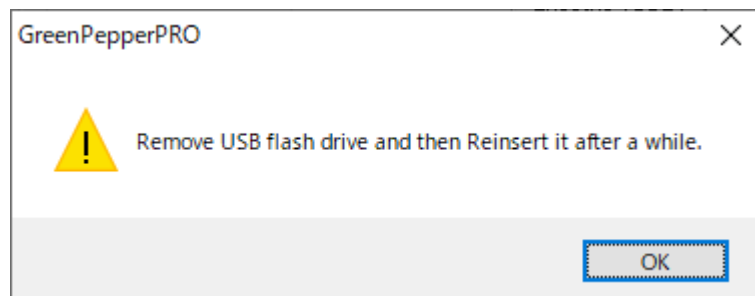 GreenPepperPRO
Remove USB flash drive and then Reinsert it after a while.
OK